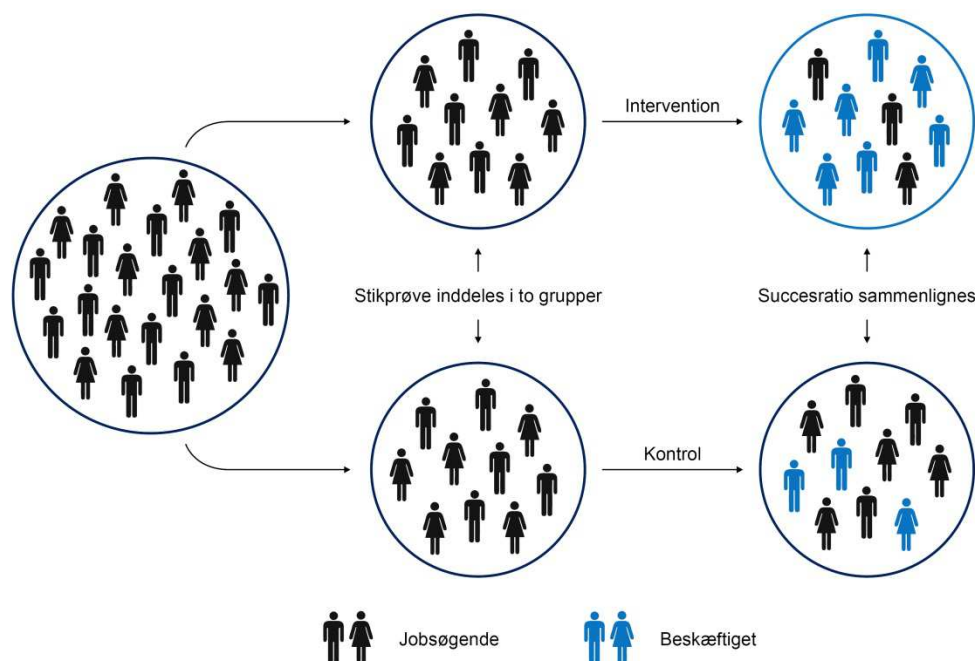 Intervention
Stikprøve inddeles i to grupper
Succesratio sammenlignes
Kontrol
Jobsøgende
Beskæftiget